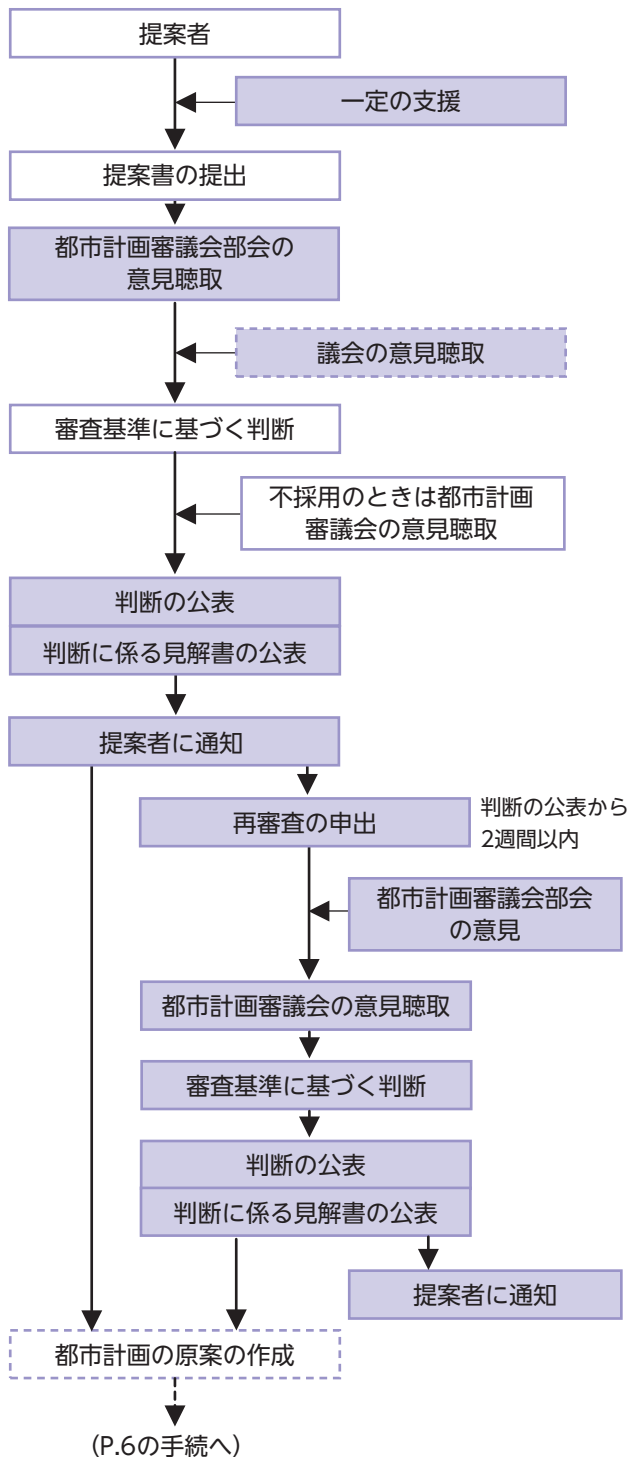 提案者
一定の支援
提案書の提出
都市計画審議会部会の
意見聴取
議会の意見聴取
審査基準に基づく判断
不採用のときは都市計画
審議会の意見聴取
判断の公表
判断に係る見解書の公表
提案者に通知
再審査の申出
判断の公表から
2週間以内
都市計画審議会部会
の意見
都市計画審議会の意見聴取
審査基準に基づく判断
判断の公表
判断に係る見解書の公表
提案者に通知
都市計画の原案の作成
(P.6の手続へ)